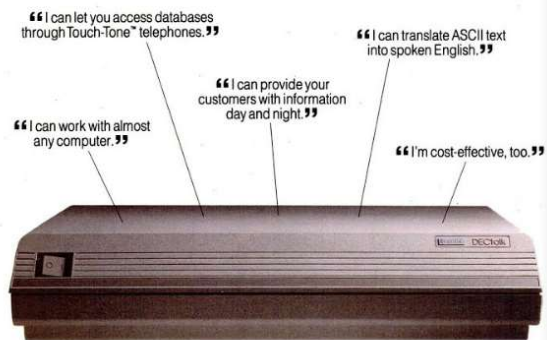 “I can let you access databases
through Touch-Tone™ telephones.”
“I can translate ASCII text
into spoken English.”
“I can provide your
customers with information
day and night.”
“I can work with almost
any computer.”
“I'm cost-effective, too.”
DECtalk